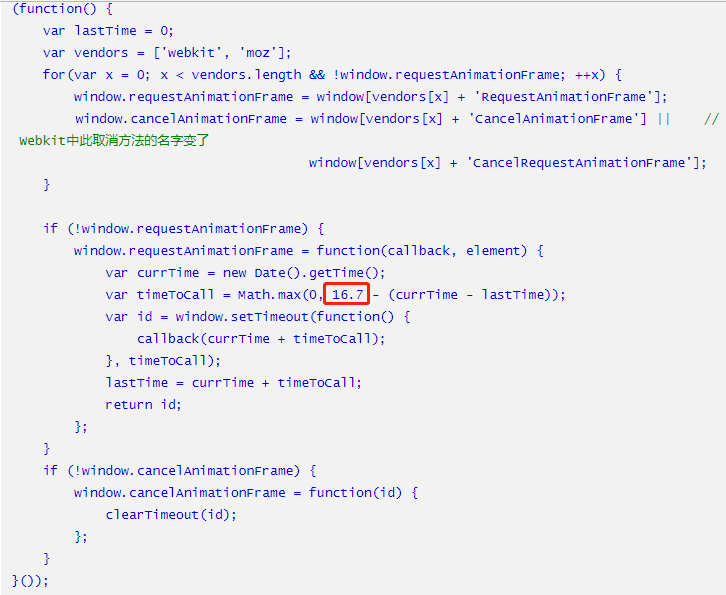 (function() {
    var lastTime = 0;
    var vendors = ['webkit', 'moz'];
    for(var x = 0; x < vendors.length && !window.requestAnimationFrame; ++x) {
        window.requestAnimationFrame = window[vendors[x] + 'RequestAnimationFrame'];
        window.cancelAnimationFrame = window[vendors[x] + 'CancelAnimationFrame'] ||    //
Webkit中此取消方法的名字变了
                                      window[vendors[x] + 'CancelRequestAnimationFrame'];
    }

    if (!window.requestAnimationFrame) {
        window.requestAnimationFrame = function(callback, element) {
            var currTime = new Date().getTime();
            var timeToCall = Math.max(0, 16.7 - (currTime - lastTime));
            var id = window.setTimeout(function() {
                callback(currTime + timeToCall);
            }, timeToCall);
            lastTime = currTime + timeToCall;
            return id;
        };
    }
    if (!window.cancelAnimationFrame) {
        window.cancelAnimationFrame = function(id) {
            clearTimeout(id);
        };
    }
}());